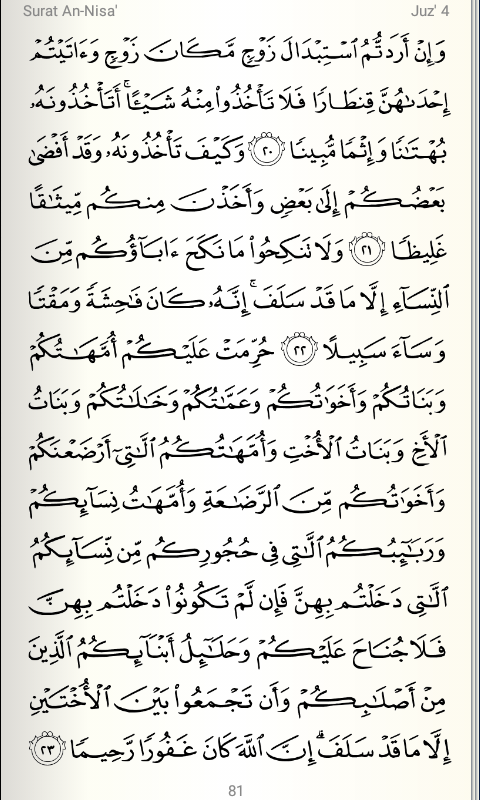 Surat An-Nisa' Juz' 4
وَإِنْ أَرَدتُّمُ ٱسْتِبْدَالَ زَوْجٍ مَّكَانَ زَوْجٍ وَءَاتَيْتُمْ
إِحْدَىٰهُنَّ قِنطَارًا فَلَا تَأْخُذُوا۟ مِنْهُ شَيْـًٔا ۚ أَتَأْخُذُونَهُۥ
بُهْتَـٰنًا وَإِثْمًا مُّبِينًا ٢٠ وَكَيْفَ تَأْخُذُونَهُۥ وَقَدْ أَفْضَىٰ
بَعْضُكُمْ إِلَىٰ بَعْضٍ وَأَخَذْنَ مِنكُم مِّيثَـٰقًا
غَلِيظًا ٢١ وَلَا تَنكِحُوا۟ مَا نَكَحَ ءَابَآؤُكُم مِّنَ
ٱلنِّسَآءِ إِلَّا مَا قَدْ سَلَفَ ۚ إِنَّهُۥ كَانَ فَـٰحِشَةً وَمَقْتًا
وَسَآءَ سَبِيلًا ٢٢ حُرِّمَتْ عَلَيْكُمْ أُمَّهَـٰتُكُمْ
وَبَنَاتُكُمْ وَأَخَوَٰتُكُمْ وَعَمَّـٰتُكُمْ وَخَـٰلَـٰتُكُمْ وَبَنَاتُ
ٱلْأَخِ وَبَنَاتُ ٱلْأُخْتِ وَأُمَّهَـٰتُكُمُ ٱلَّـٰتِىٓ أَرْضَعْنَكُمْ
وَأَخَوَٰتُكُم مِّنَ ٱلرَّضَـٰعَةِ وَأُمَّهَـٰتُ نِسَآئِكُمْ
وَرَبَـٰٓئِبُكُمُ ٱلَّـٰتِى فِى حُجُورِكُم مِّن نِّسَآئِكُمُ
ٱلَّـٰتِى دَخَلْتُم بِهِنَّ فَإِن لَّمْ تَكُونُوا۟ دَخَلْتُم بِهِنَّ
فَلَا جُنَاحَ عَلَيْكُمْ وَحَلَـٰٓئِلُ أَبْنَآئِكُمُ ٱلَّذِينَ
مِنْ أَصْلَـٰبِكُمْ وَأَن تَجْمَعُوا۟ بَيْنَ ٱلْأُخْتَيْنِ
إِلَّا مَا قَدْ سَلَفَ ۗ إِنَّ ٱللَّهَ كَانَ غَفُورًا رَّحِيمًا ٢٣
81